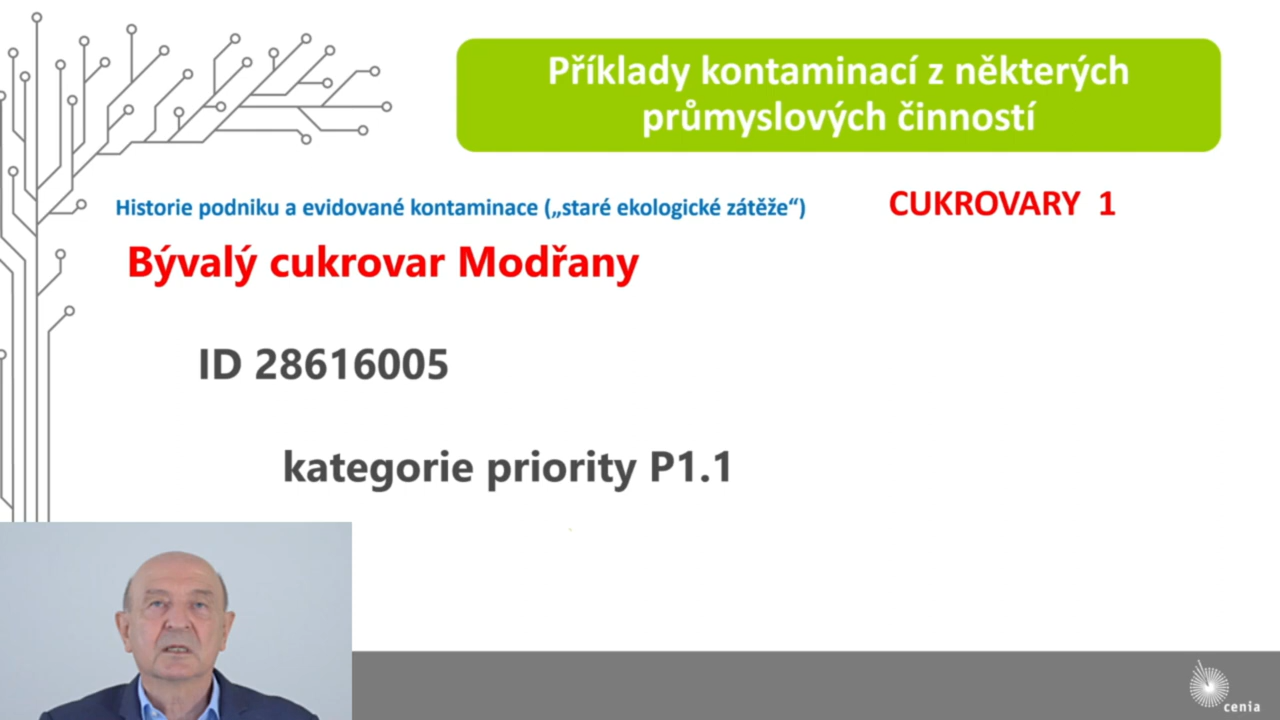 Příklady kontaminací z některých
průmyslových činností
Historie podniku a evidované kontaminace („staré ekologické zátěže“)
CUKROVARY 1
Bývalý cukrovar Modřany
ID 28616005
kategorie priority P1.1
cenia